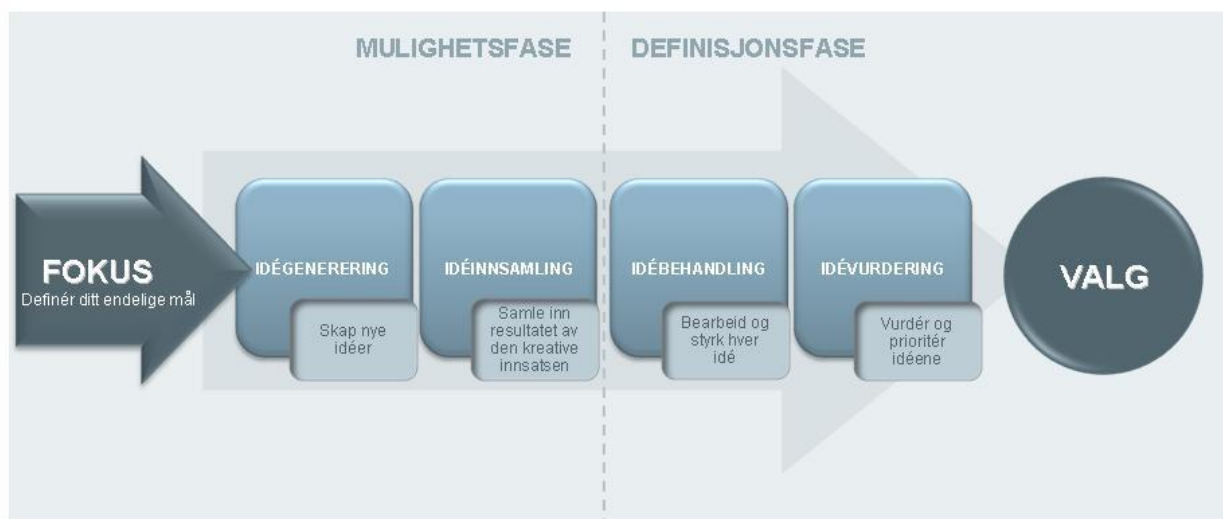 MULIGHETSFASE
DEFINISJONSFASE
FOKUS
Definér ditt endelige mål
IDÉGENERERING
Skap nye
idéer
IDÉINNSAMLING
Samle inn
resultatet av
den kreative
innsatsen
IDÉBEHANDLING
Bearbeid og
styrk hver
idé
IDÉVURDERING
Vurdér og
prioritér
idéene
VALG